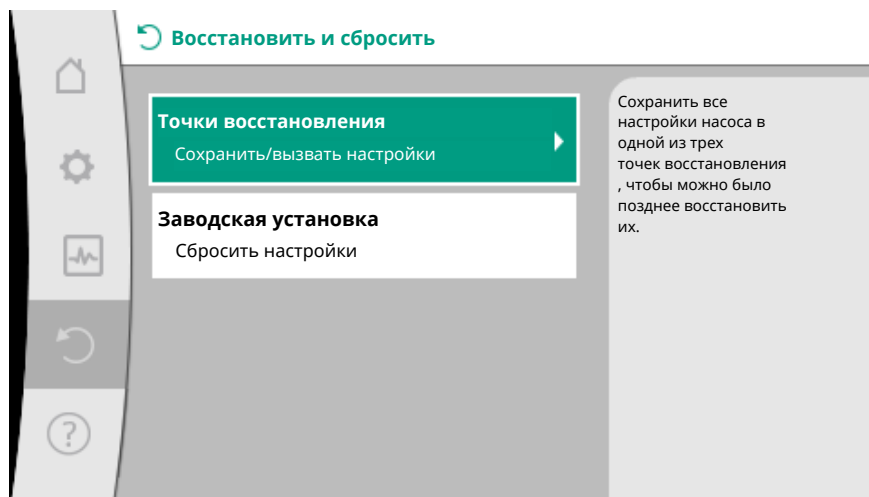 Восстановить и сбросить
Точки восстановления
Сохранить/вызвать настройки
Заводская установка
Сбросить настройки
Сохранить все
настройки насоса в
одной из трех
точек восстановления
, чтобы можно было
позднее восстановить
их.
?